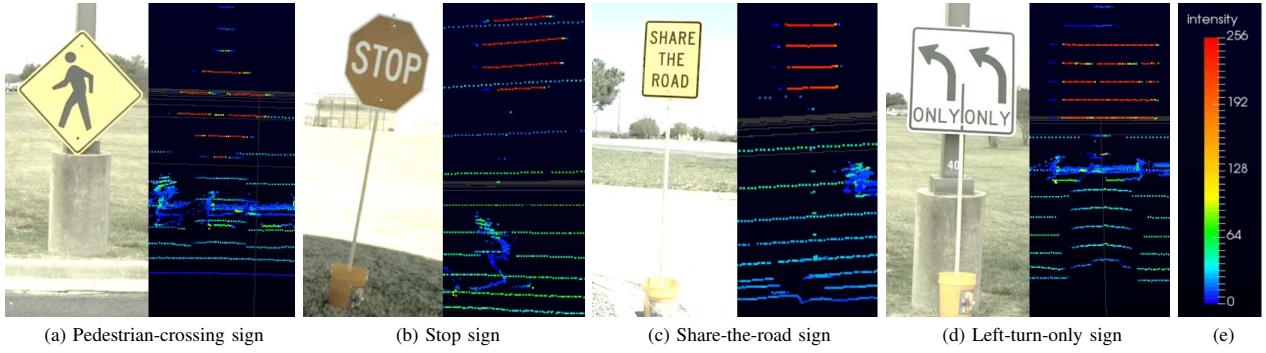 STOP
SHARE
THE
ROAD
ONLY ONLY
40
intensity
256
192
128
64
0
(a) Pedestrian-crossing sign
(b) Stop sign
(c) Share-the-road sign
(d) Left-turn-only sign
(e)